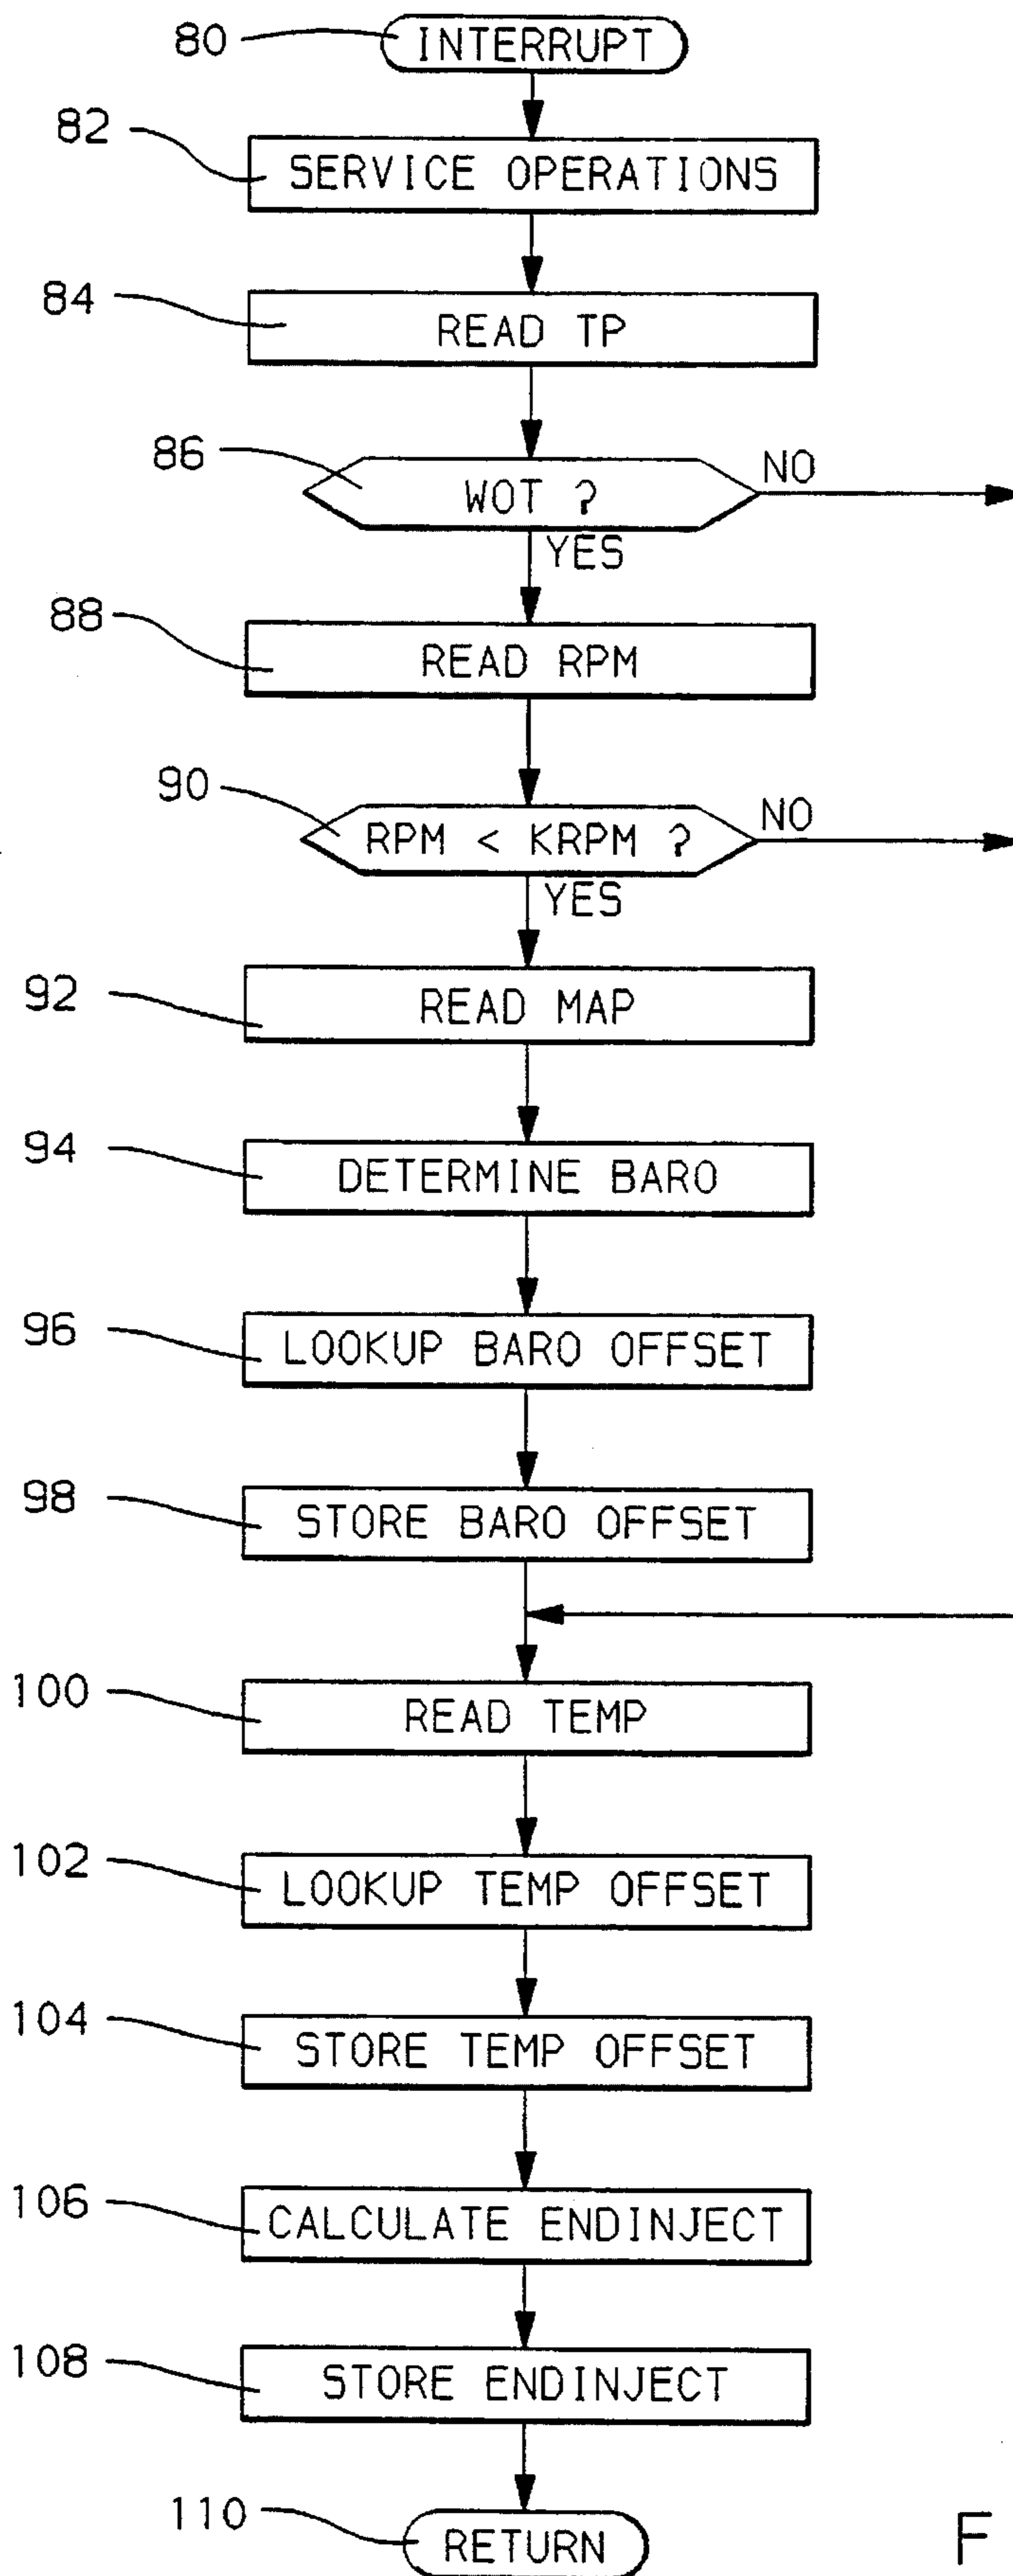 80 INTERRUPT
82 SERVICE OPERATIONS
84 READ TP
86 WOT ? NO
YES
88 READ RPM
90 RPM < KRPM ? NO
YES
92 READ MAP
94 DETERMINE BARO
96 LOOKUP BARO OFFSET
98 STORE BARO OFFSET
100 READ TEMP
102 LOOKUP TEMP OFFSET
104 STORE TEMP OFFSET
106 CALCULATE ENDINJECT
108 STORE ENDINJECT
110 RETURN
F